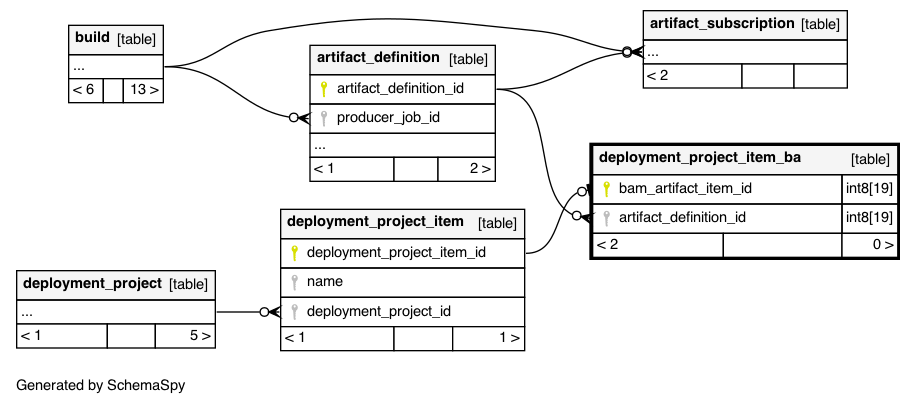 build [table]
...
< 6 13 >
artifact_definition [table]
artifact_definition_id
producer_job_id
...
< 1 2 >
artifact_subscription [table]
...
< 2
deployment_project_item_ba [table]
bam_artifact_item_id int8[19]
artifact_definition_id int8[19]
< 2 0 >
deployment_project_item [table]
deployment_project_item_id
name
deployment_project_id
< 1 1 >
deployment_project [table]
...
< 1 5 >
Generated by SchemaSpy